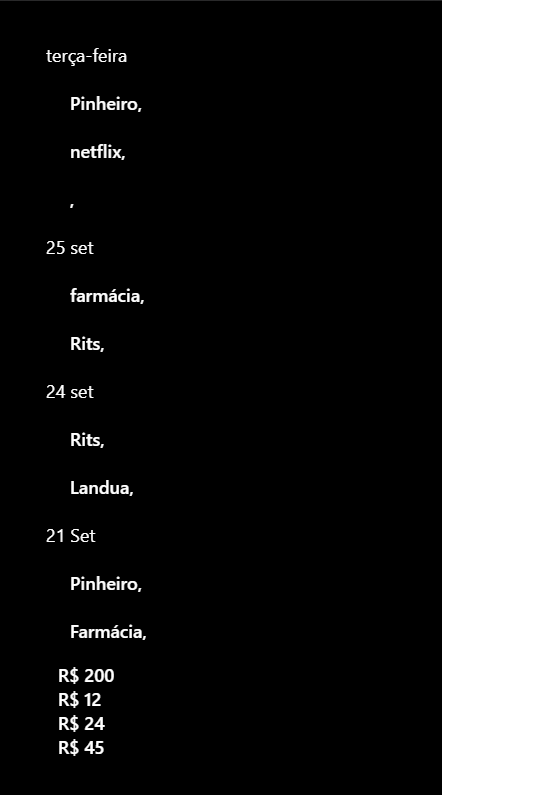 terça-feira
Pinheiro,
netflix,
,
25 set
farmácia,
Rits,
24 set
Rits,
Landua,
21 Set
Pinheiro,
Farmácia,
R$ 200
R$ 12
R$ 24
R$ 45